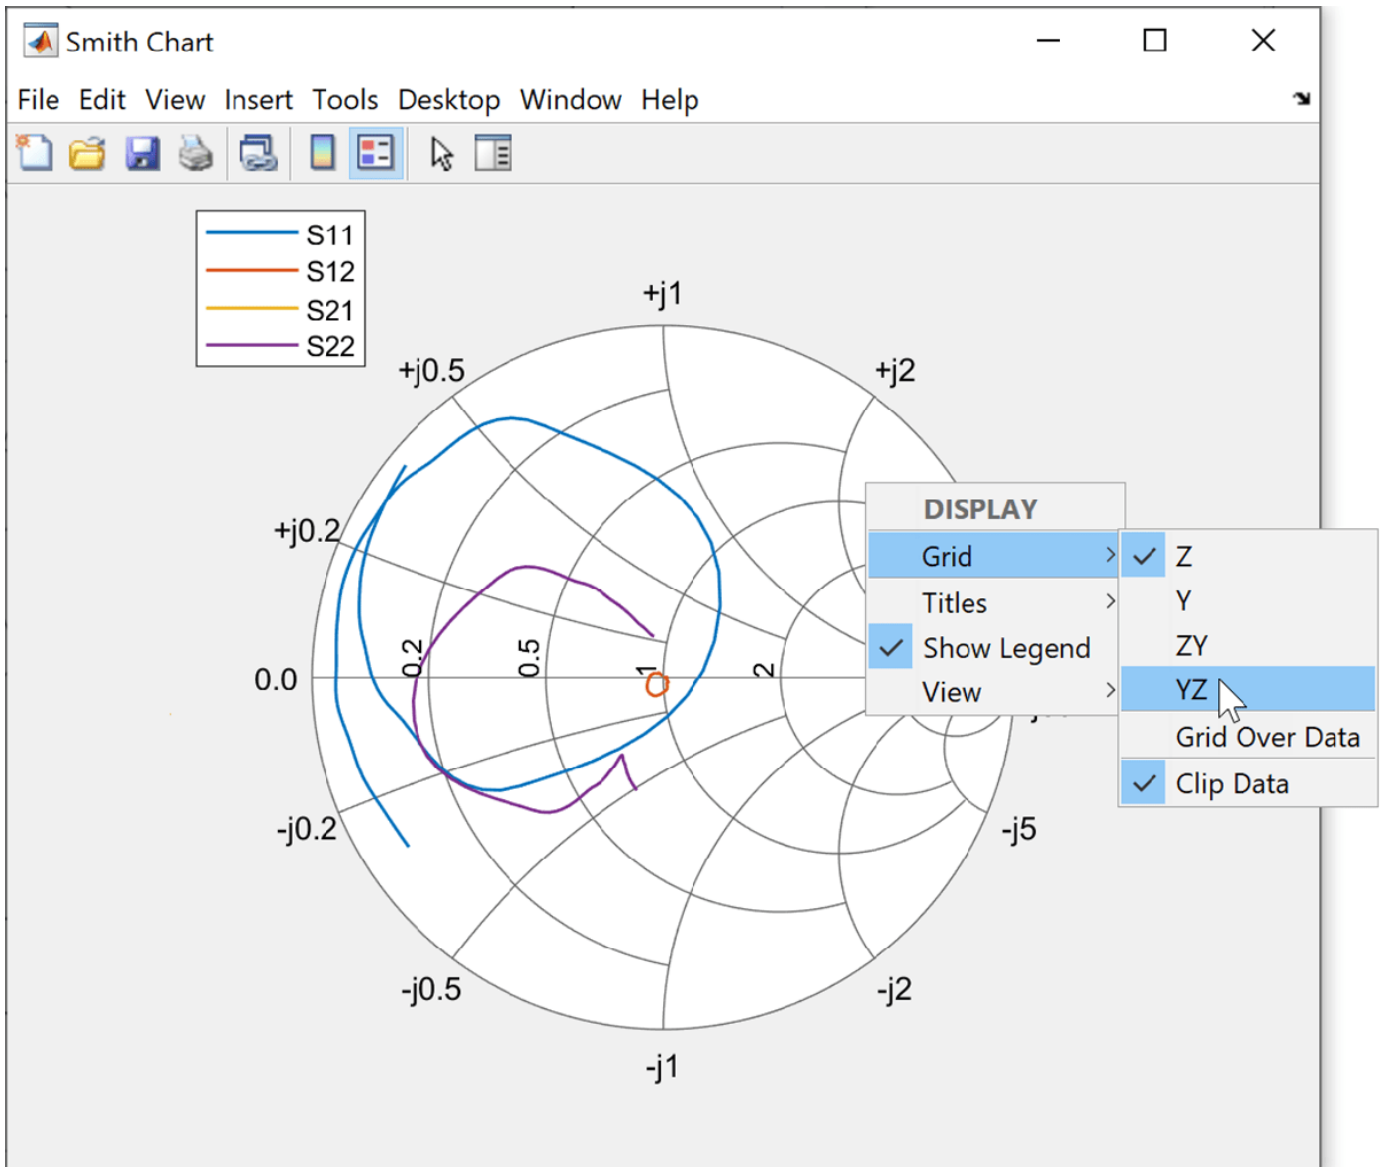 Smith Chart
File Edit View Insert Tools Desktop Window Help
S11
S12
S21
S22
+j1
+j0.5
+j2
+j0.2
0.0
0.2
0.5
1
2
-j0.2
-j5
-j0.5
-j2
-j1
DISPLAY
Grid
Titles
Show Legend
View
Z
Y
ZY
YZ
Grid Over Data
Clip Data